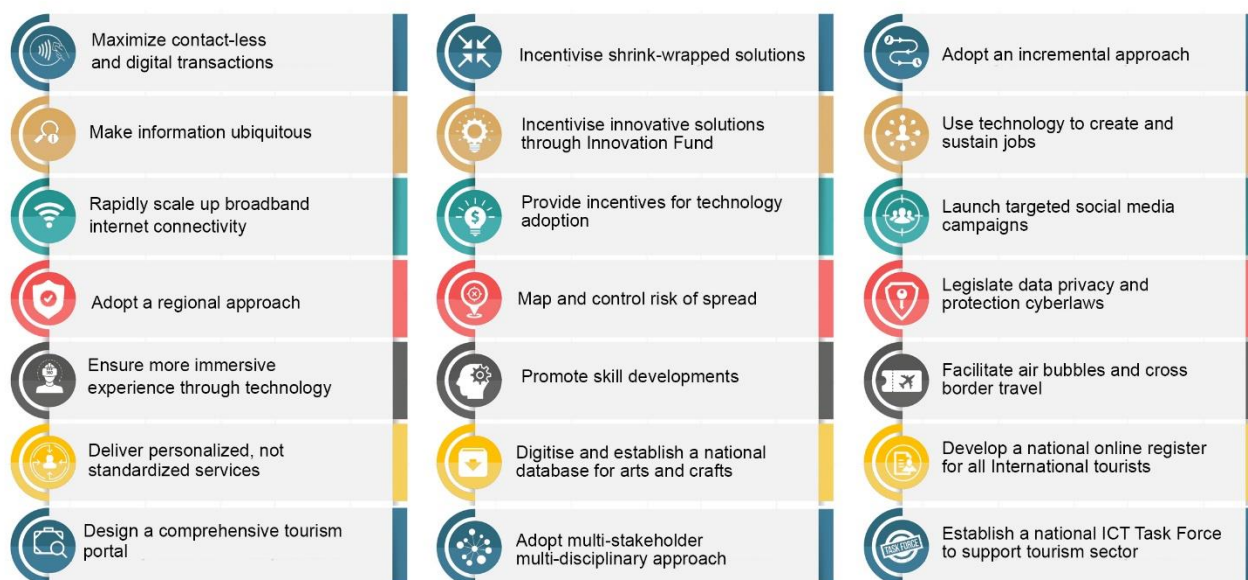 Maximize contact-less
and digital transactions
Make information ubiquitous
Rapidly scale up broadband
internet connectivity
Adopt a regional approach
Ensure more immersive
experience through technology
Deliver personalized, not
standardized services
Design a comprehensive tourism
portal
Incentivise shrink-wrapped solutions
Incentivise innovative solutions
through Innovation Fund
Provide incentives for technology
adoption
Map and control risk of spread
Promote skill developments
Digitise and establish a national
database for arts and crafts
Adopt multi-stakeholder
multi-disciplinary approach
Adopt an incremental approach
Use technology to create and
sustain jobs
Launch targeted social media
campaigns
Legislate data privacy and
protection cyberlaws
Facilitate air bubbles and cross
border travel
Develop a national online register
for all International tourists
TASK FORCE
Establish a national ICT Task Force
to support tourism sector